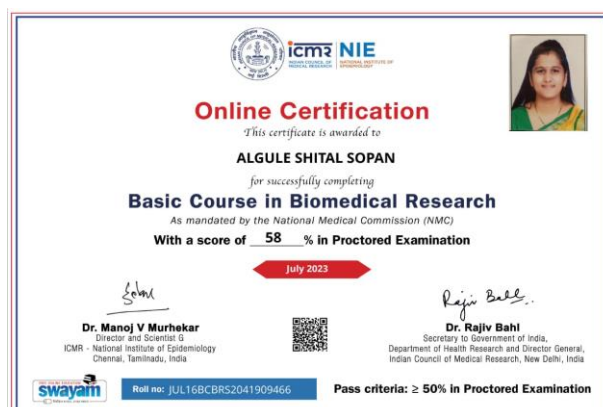 icmr NIE
INDIAN COUNCIL OF
MEDICAL RESEARCH
NATIONAL INSTITUTE OF
EPIDEMIOLOGY
Online Certification
This certificate is awarded to
ALGULE SHITAL SOPAN
for successfully completing
Basic Course in Biomedical Research
As mandated by the National Medical Commission (NMC)
With a score of 58 % in Proctored Examination
July 2023
Dr. Manoj V Murhekar
Director and Scientist G
ICMR - National Institute of Epidemiology
Chennai, Tamilnadu, India
Rajiv Bahl
Dr. Rajiv Bahl
Secretary to Government of India,
Department of Health Research and Director General,
Indian Council of Medical Research, New Delhi, India
swayam
Roll no: JUL16BCBRS2041909466
Pass criteria: ≥ 50% in Proctored Examination